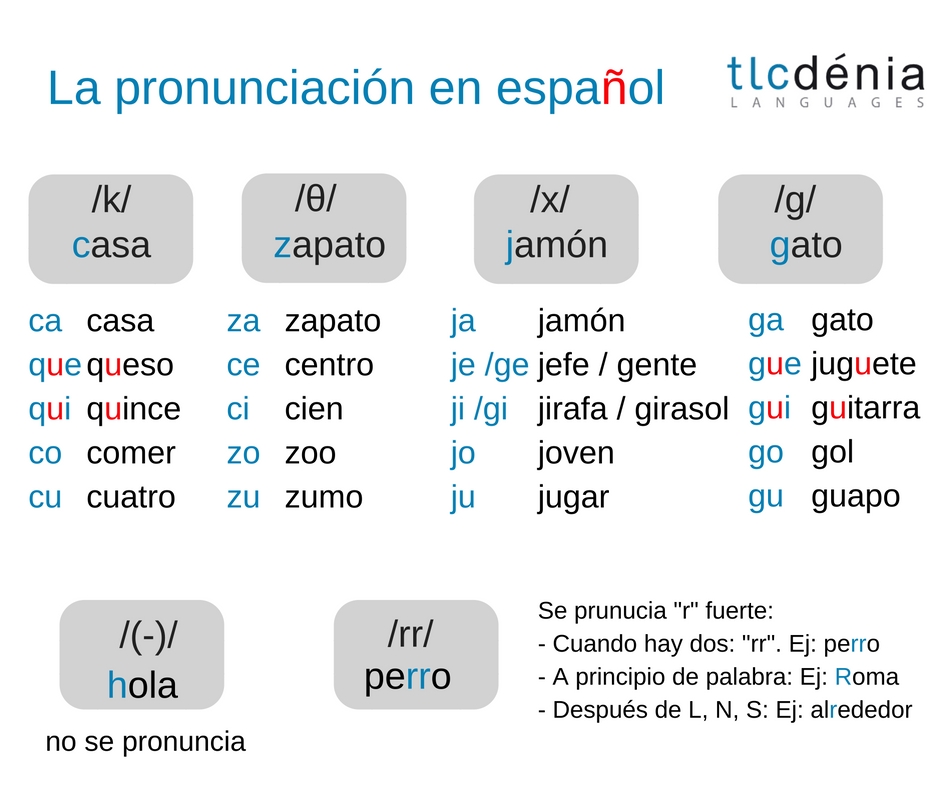 La pronunciación en español
tlcdénia
LANGUAGES
/k/
casa
/θ/
zapato
/x/
jamón
/g/
gato
ca casa
que queso
qui quince
co comer
cu cuatro
za zapato
ce centro
ci cien
zo zoo
zu zumo
ja jamón
je /ge jefe / gente
ji /gi jirafa / girasol
jo joven
ju jugar
ga gato
gue juguete
gui guitarra
go gol
gu guapo
/(-)/
hola
no se pronuncia
/rr/
perro
Se prunucia "r" fuerte:
- Cuando hay dos: "rr". Ej: perro
- A principio de palabra: Ej: Roma
- Después de L, N, S: Ej: alrededor